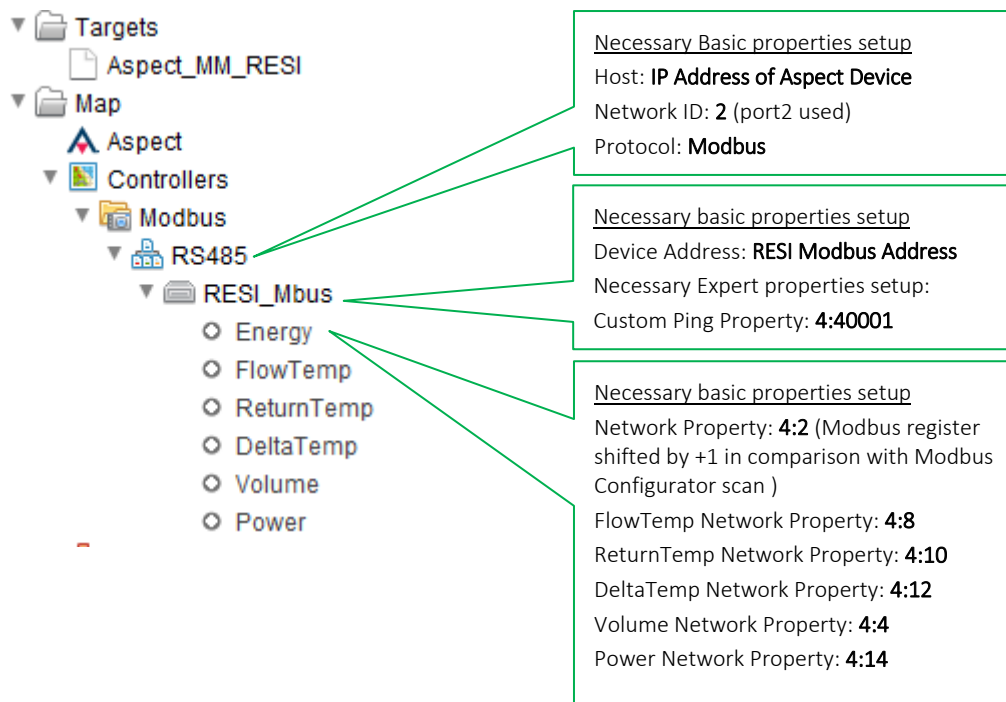 Targets
Aspect_MM_RESI
Map
Aspect
Controllers
Modbus
RS485
RESI_Mbus
Energy
FlowTemp
ReturnTemp
DeltaTemp
Volume
Power
Necessary Basic properties setup
Host: IP Address of Aspect Device
Network ID: 2 (port2 used)
Protocol: Modbus
Necessary basic properties setup
Device Address: RESI Modbus Address
Necessary Expert properties setup:
Custom Ping Property: 4:40001
Necessary basic properties setup
Network Property: 4:2 (Modbus register
shifted by +1 in comparison with Modbus
Configurator scan )
FlowTemp Network Property: 4:8
ReturnTemp Network Property: 4:10
DeltaTemp Network Property: 4:12
Volume Network Property: 4:4
Power Network Property: 4:14